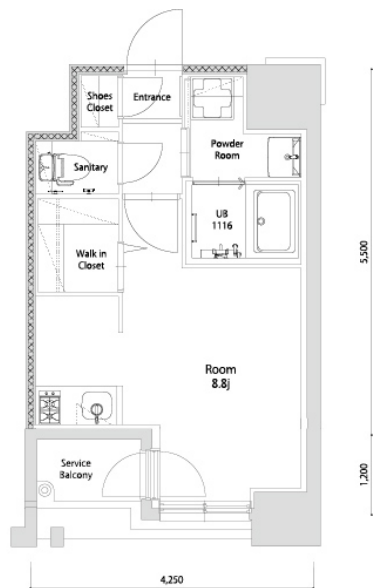 Shoes
Closet
Entrance
Powder
Room
Sanitary
UB
1116
Walk in
Closet
5,500
Room
8.8j
Service
Balcony
1,200
4,250